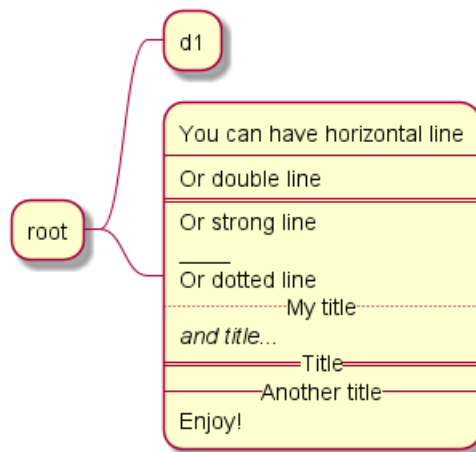 d1
root
You can have horizontal line
Or double line
Or strong line
____
Or dotted line
My title
and title...
Title
Another title
Enjoy!